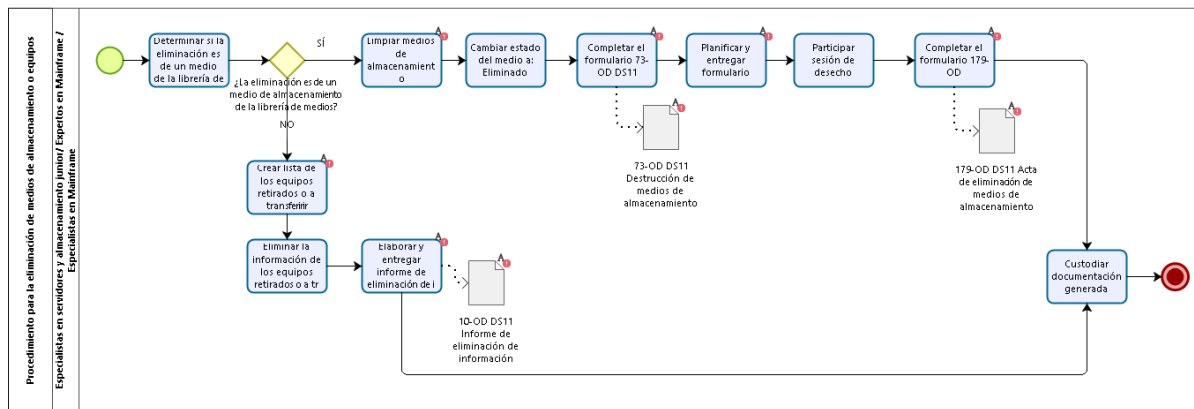 Procedimiento para la eliminación de medios de almacenamiento o equipos
Especialistas en servidores y almacenamiento junior/ Expertos en Mainframe /
Especialistas en Mainframe
Determinar si la
eliminación es
de un medio
de la librería de
¿La eliminación es de un
medio de almacenamiento
de la librería de medios?
SÍ
NO
Limpiar medios
de
almacenamient
o
Cambiar estado
del medio a:
Eliminado
Completar el
formulario 73-
OD DS11
Planificar y
entregar
formulario
Participar
sesión de
desecho
Completar el
formulario 179-
OD
73-OD DS11
Destrucción de
medios de
almacenamiento
179-OD DS11 Acta
de eliminación de
medios de
almacenamiento
Crear lista de
los equipos
retirados o a
transferirir
Eliminar la
información de
los equipos
retirados o a tr
Elaborar y
entregar
informe de
eliminación de i
10-OD DS11
Informe de
eliminación de
información
Custodiar
documentación
generada